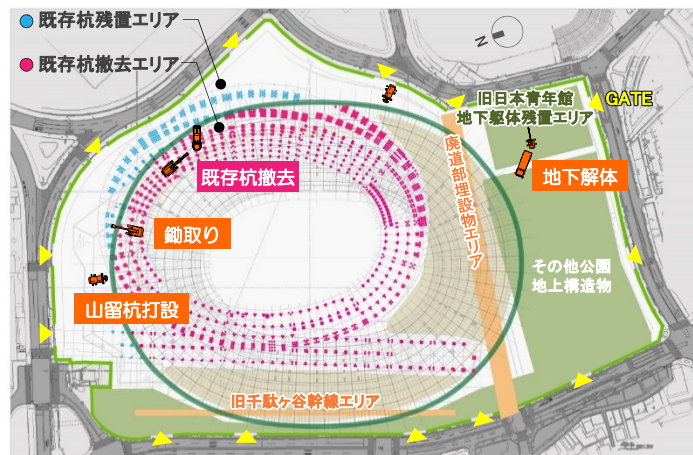 既存杭残置エリア
既存杭撤去エリア
N
旧日本青年館
地下躯体残置エリア
GATE
既存杭撤去
廃道部埋設物エリア
地下解体
鋤取り
その他公園
地上構造物
山留杭打設
旧千駄ヶ谷幹線エリア